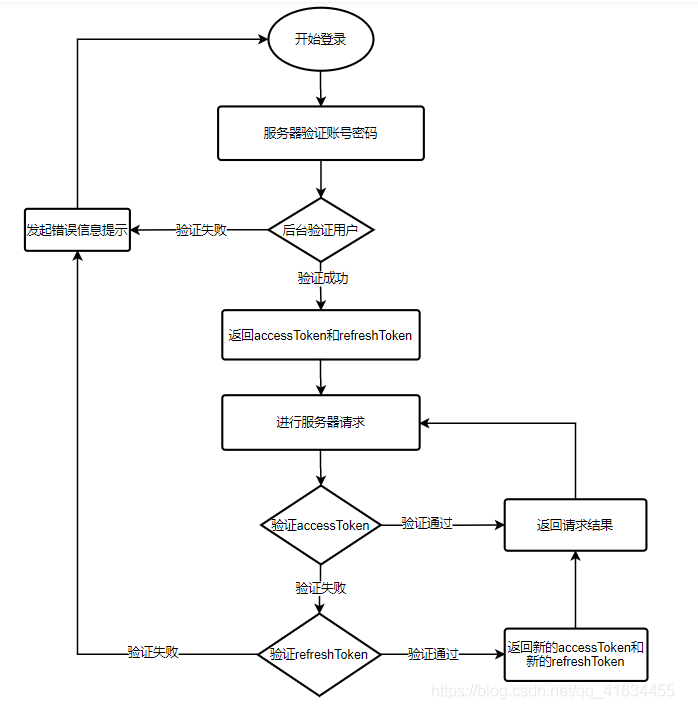 开始登录
服务器验证账号密码
发起错误信息提示
验证失败
后台验证用户
验证成功
返回accessToken和refreshToken
进行服务器请求
验证accessToken
验证通过
返回请求结果
验证失败
验证失败
验证refreshToken
验证通过
返回新的accessToken和
新的refreshToken
https://blog.csdn.net/qq_41634455